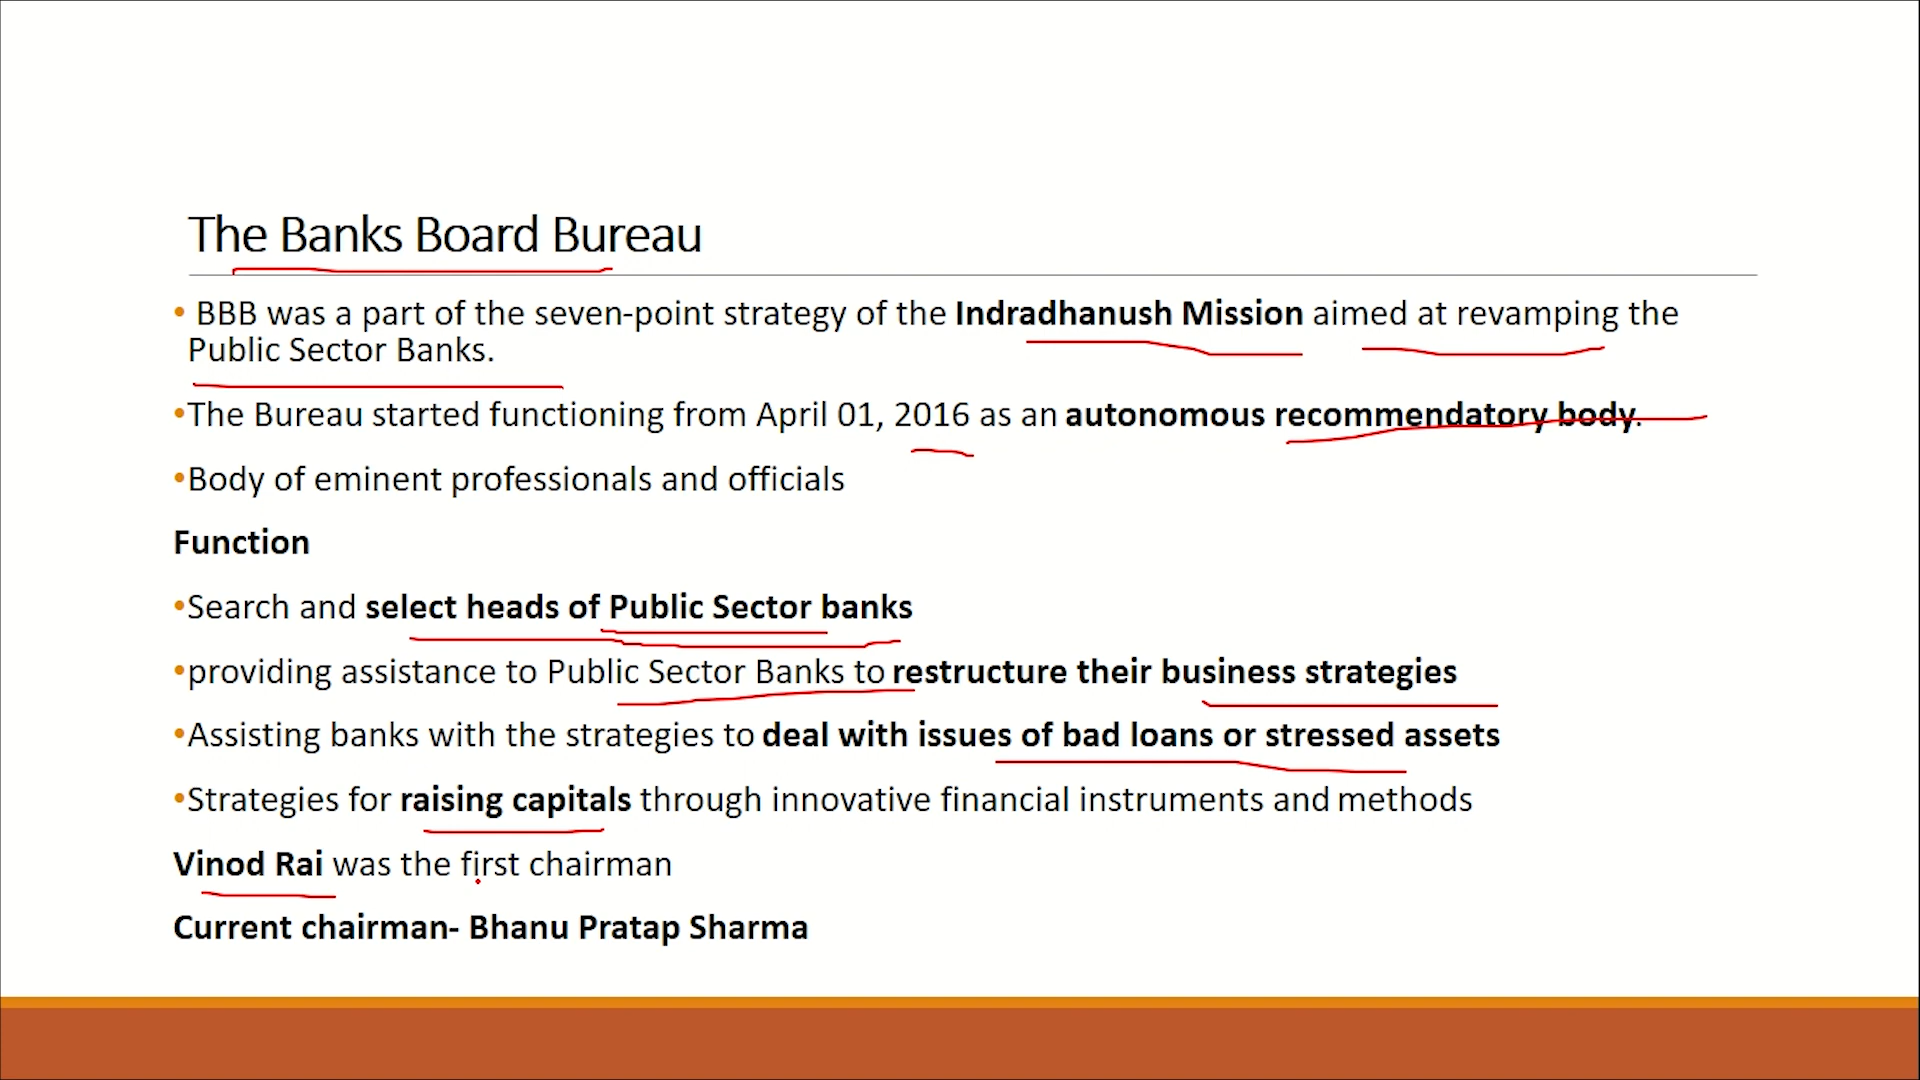 The Banks Board Bureau
• BBB was a part of the seven-point strategy of the Indradhanush Mission aimed at revamping the
Public Sector Banks.
•The Bureau started functioning from April 01, 2016 as an autonomous recommendatory body.
•Body of eminent professionals and officials
Function
•Search and select heads of Public Sector banks
•providing assistance to Public Sector Banks to restructure their business strategies
•Assisting banks with the strategies to deal with issues of bad loans or stressed assets
•Strategies for raising capitals through innovative financial instruments and methods
Vinod Rai was the first chairman
Current chairman- Bhanu Pratap Sharma